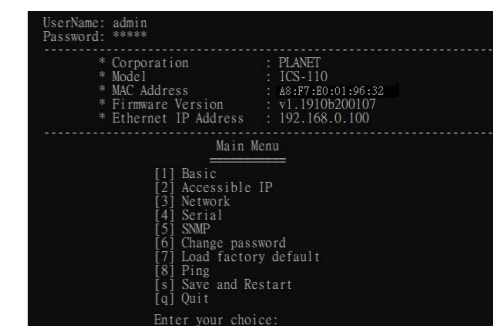 UserName: admin
Password: *****
* Corporation : PLANET
* Model : ICS-110
* MAC Address : A8:F7:E0:01:96:32
* Firmware Version : v1.1910b200107
* Ethernet IP Address : 192.168.0.100
Main Menu
[1] Basic
[2] Accessible IP
[3] Network
[4] Serial
[5] SNMP
[6] Change password
[7] Load factory default
[8] Ping
[s] Save and Restart
[q] Quit
Enter your choice: